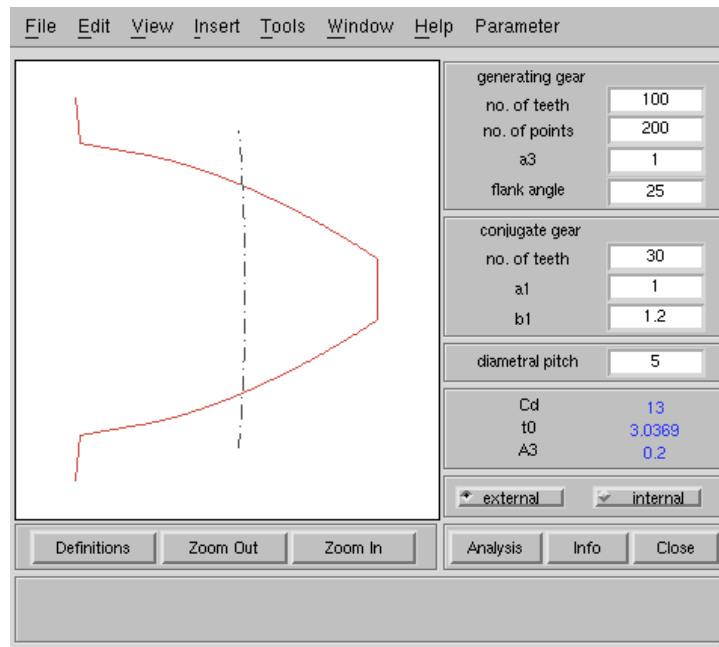 File Edit View Insert Tools Window Help Parameter
generating gear
no. of teeth 100
no. of points 200
a3 1
flank angle 25
conjugate gear
no. of teeth 30
a1 1
b1 1.2
diametral pitch 5
Cd 13
t0 3.0369
A3 0.2
external internal
Definitions Zoom Out Zoom In Analysis Info Close